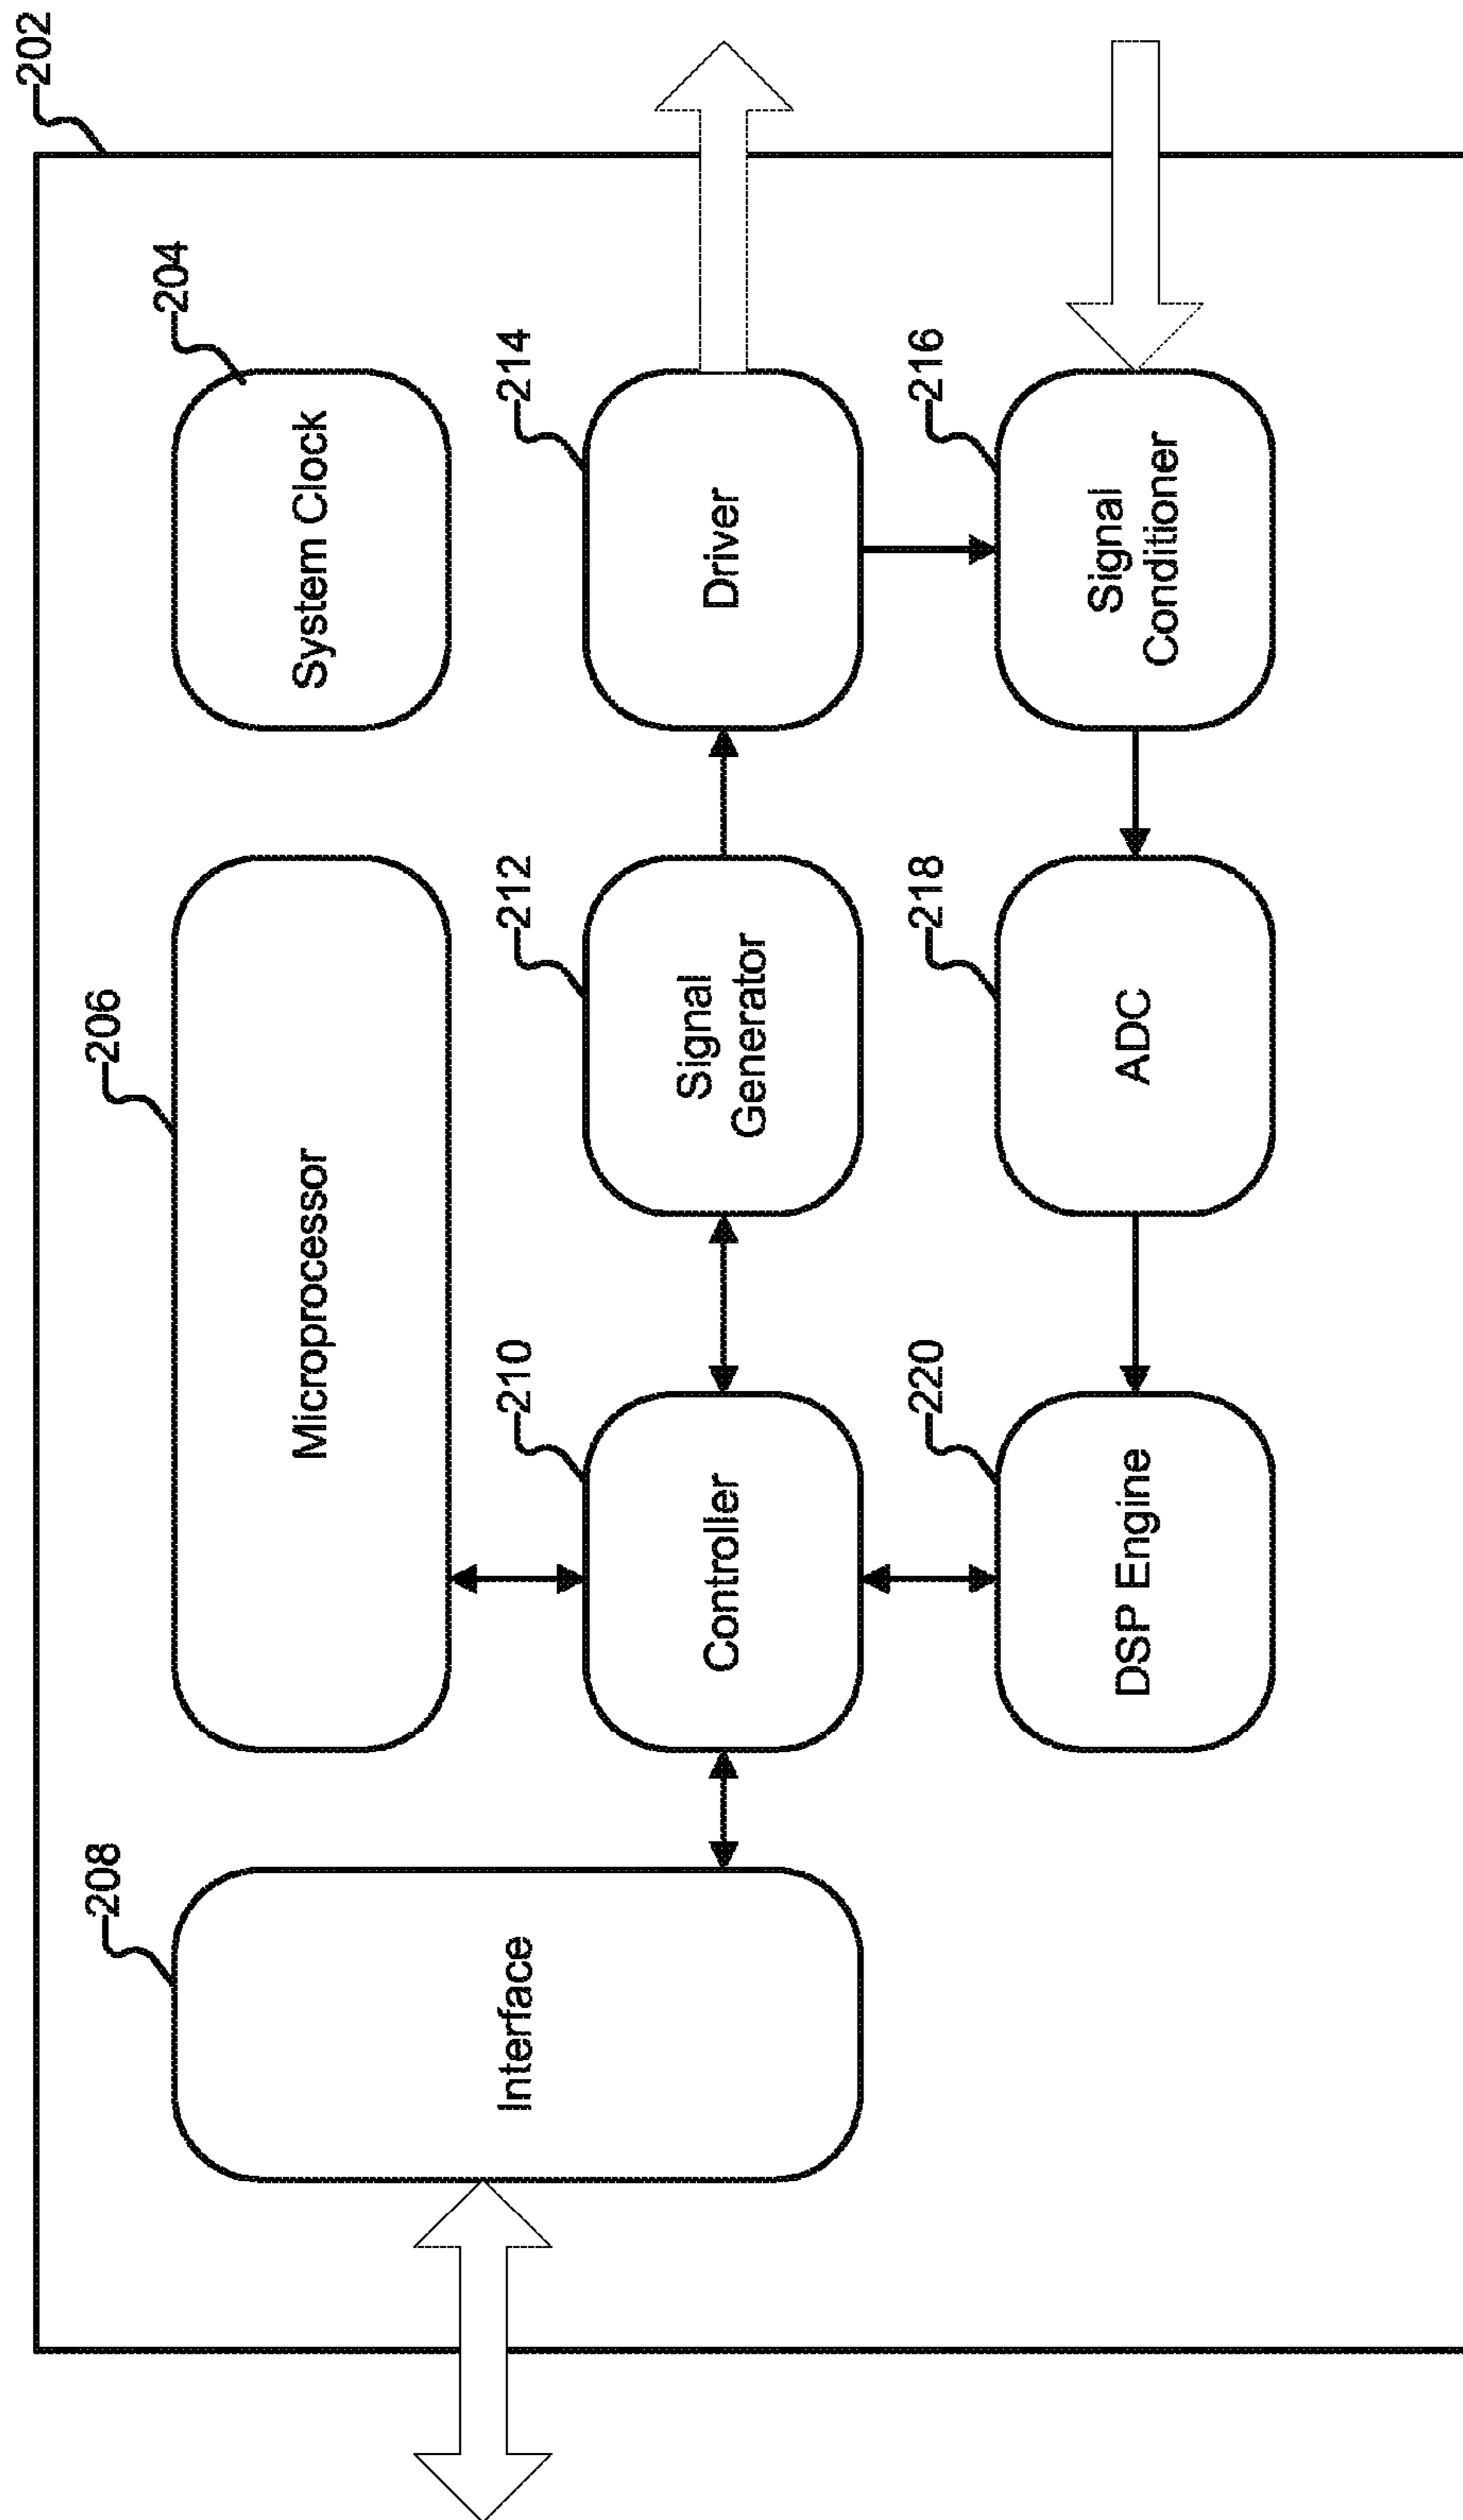 202
206
Microprocessor
204
System Clock
208
Interface
210
Controller
212
Signal
Generator
214
Driver
220
DSP Engine
218
ADC
216
Signal
Conditioner